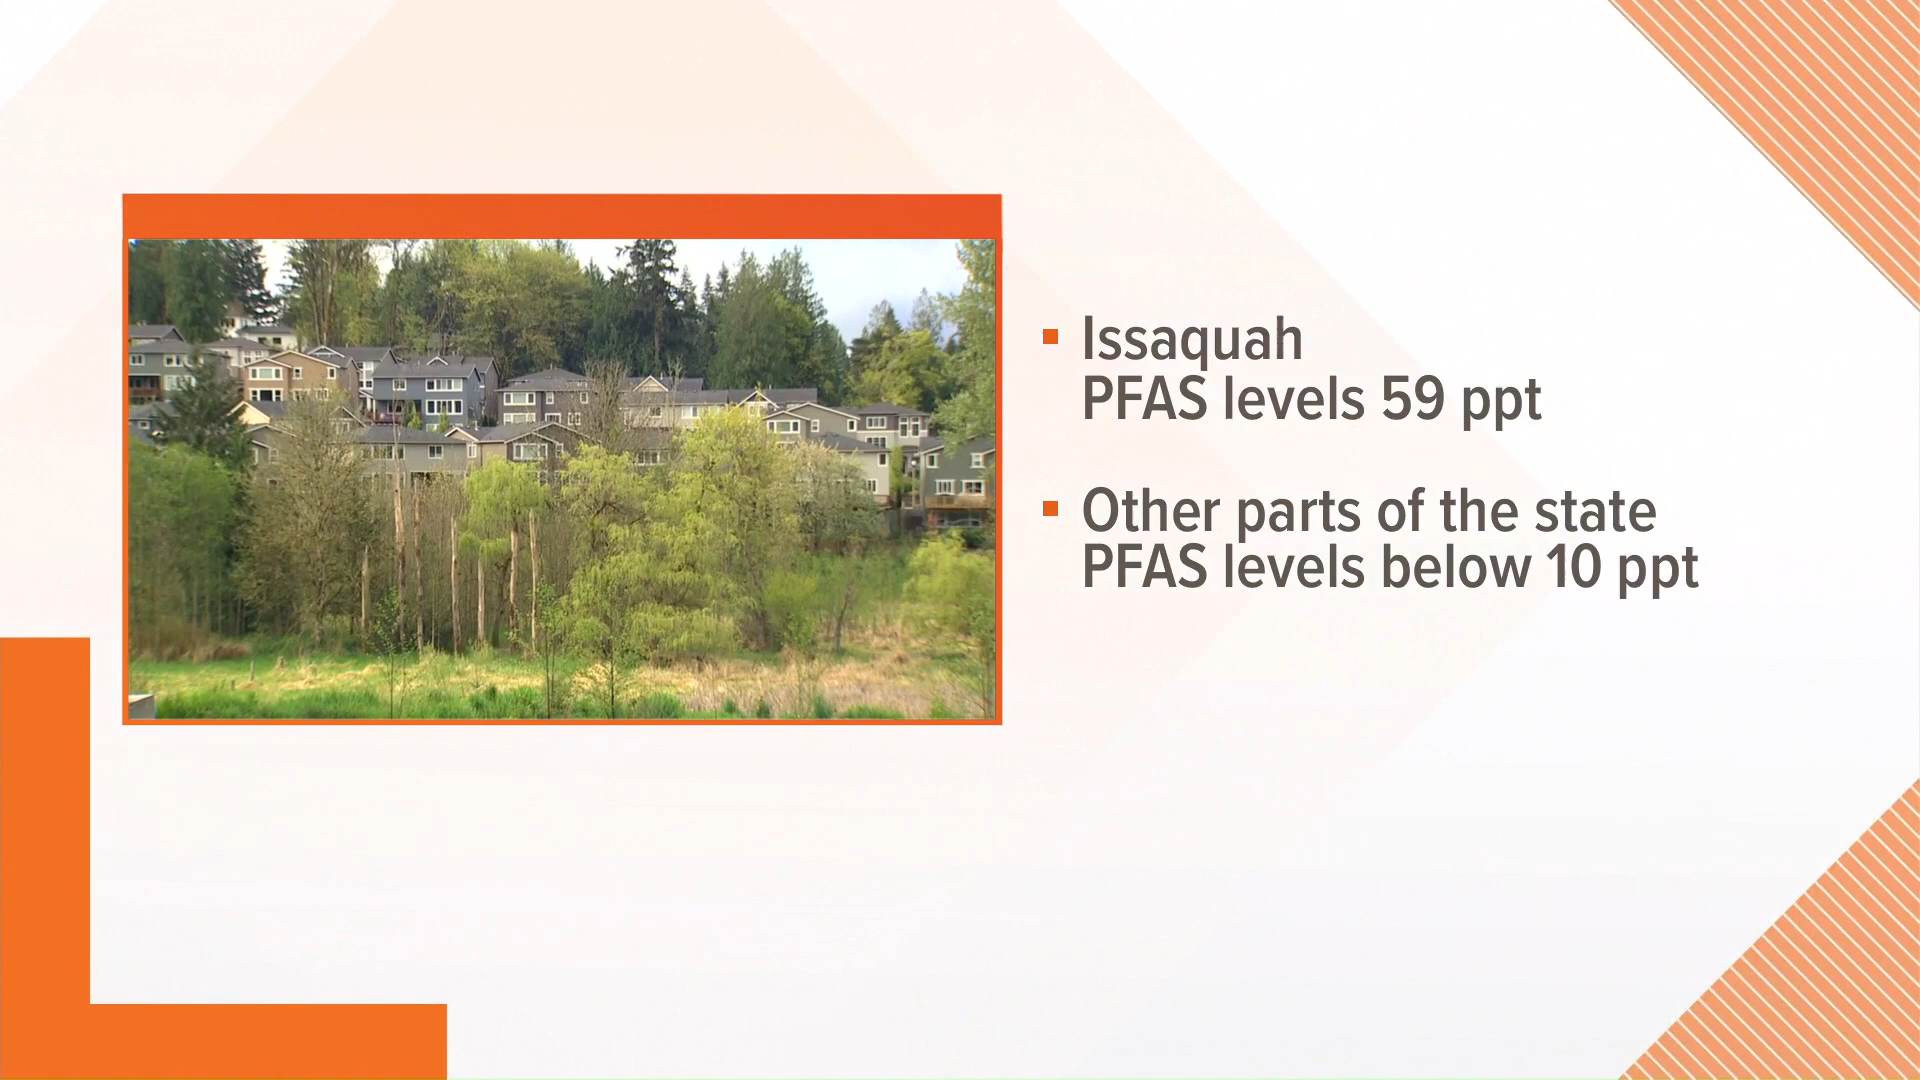 Issaquah
PFAS levels 59 ppt
Other parts of the state
PFAS levels below 10 ppt